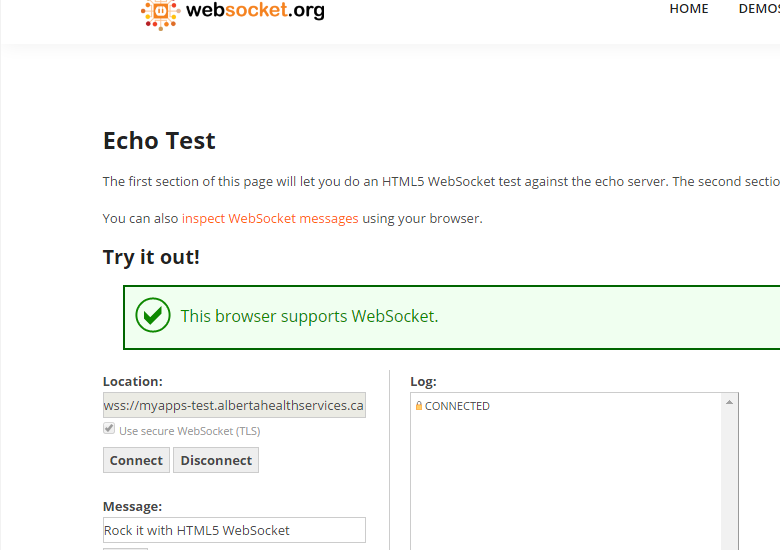 websocket.org
HOME DEMOS
Echo Test
The first section of this page will let you do an HTML5 WebSocket test against the echo server. The second sectio
You can also inspect WebSocket messages using your browser.
Try it out!
This browser supports WebSocket.
Location:
wss://myapps-test.albertahealthservices.ca
Use secure WebSocket (TLS)
Connect Disconnect
Message:
Rock it with HTML5 WebSocket
Log:
CONNECTED